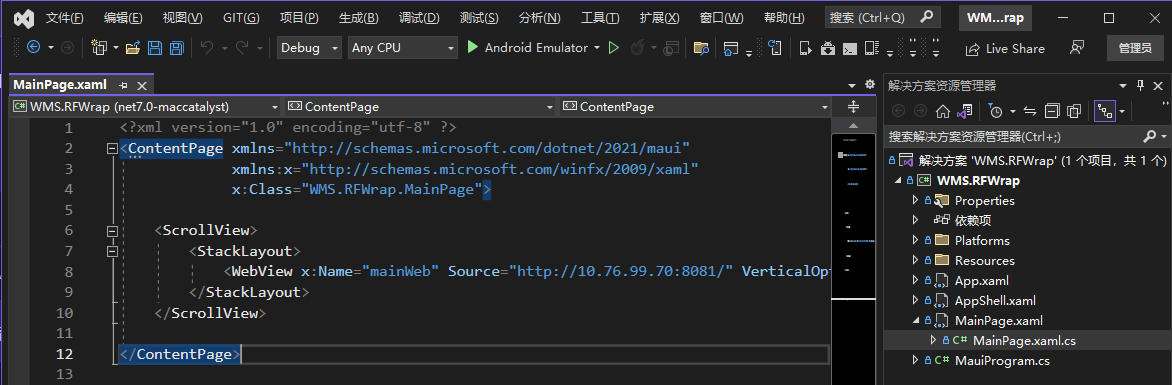 文件(F) 编辑(E) 视图(V) GIT(G) 项目(P) 生成(B) 调试(D) 测试(S) 分析(N) 工具(T) 扩展(X) 窗口(W) 帮助(H) 搜索 (Ctrl+Q) WM...rap
Debug Any CPU Android Emulator Live Share 管理员
MainPage.xaml
WMS.RFWrap (net7.0-maccatalyst) ContentPage ContentPage
1 <?xml version="1.0" encoding="utf-8" ?>
2 <ContentPage xmlns="http://schemas.microsoft.com/dotnet/2021/maui"
3 xmlns:x="http://schemas.microsoft.com/winfx/2009/xaml"
4 x:Class="WMS.RFWrap.MainPage">
5
6 <ScrollView>
7 <StackLayout>
8 <WebView x:Name="mainWeb" Source="http://10.76.99.70:8081/" VerticalOpt
9 </StackLayout>
10 </ScrollView>
11
12 </ContentPage>
13
解决方案资源管理器
搜索解决方案资源管理器(Ctrl+;)
解决方案 'WMS.RFWrap' (1 个项目，共 1 个)
WMS.RFWrap
Properties
依赖项
Platforms
Resources
App.xaml
AppShell.xaml
MainPage.xaml
MainPage.xaml.cs
MauiProgram.cs